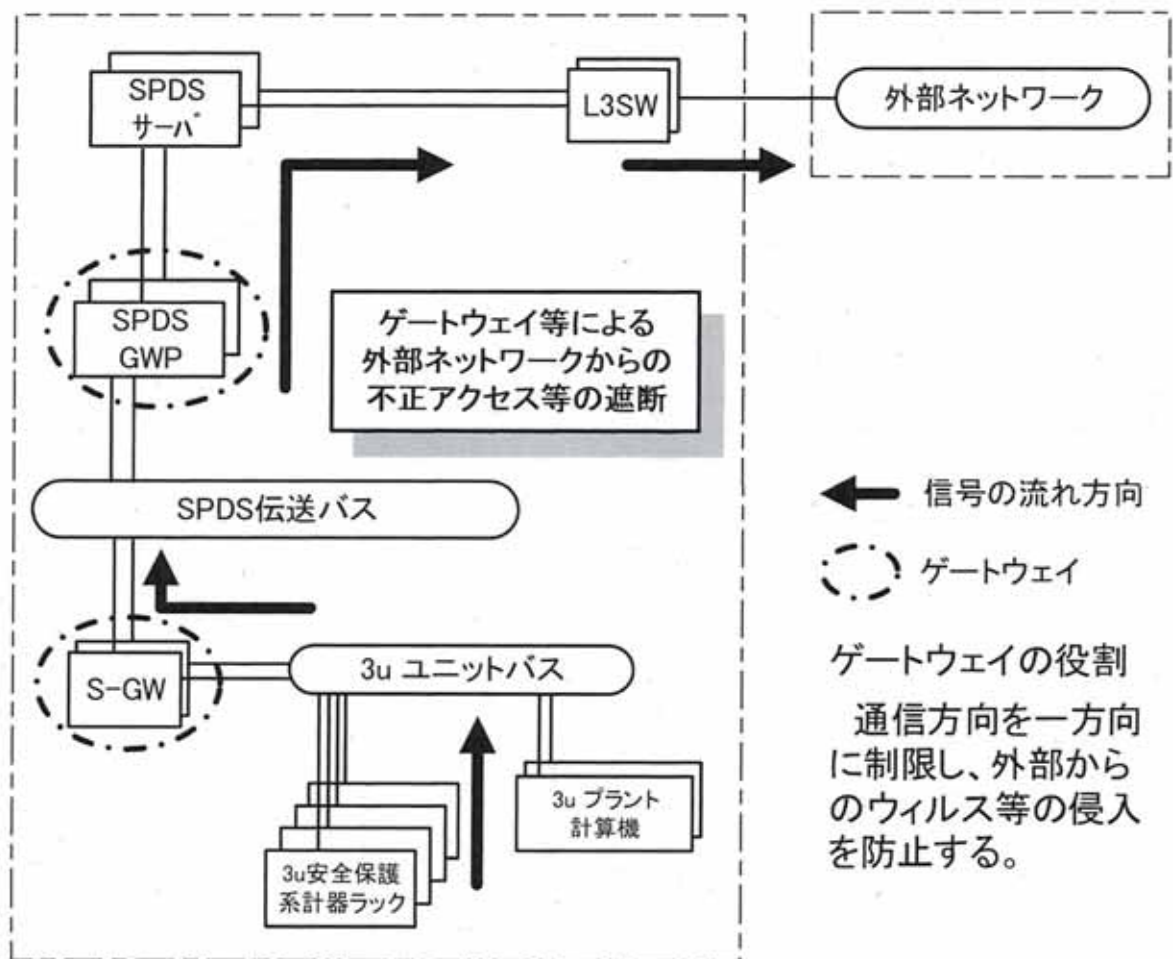 SPDS
サーバ
L3SW
外部ネットワーク
SPDS
GWP
ゲートウェイ等による
外部ネットワークからの
不正アクセス等の遮断
SPDS伝送バス
信号の流れ方向
ゲートウェイ
S-GW
3u ユニットバス
3u プラント
計算機
3u安全保護
系計器ラック
ゲートウェイの役割
通信方向を一方向
に制限し、外部から
のウィルス等の侵入
を防止する。